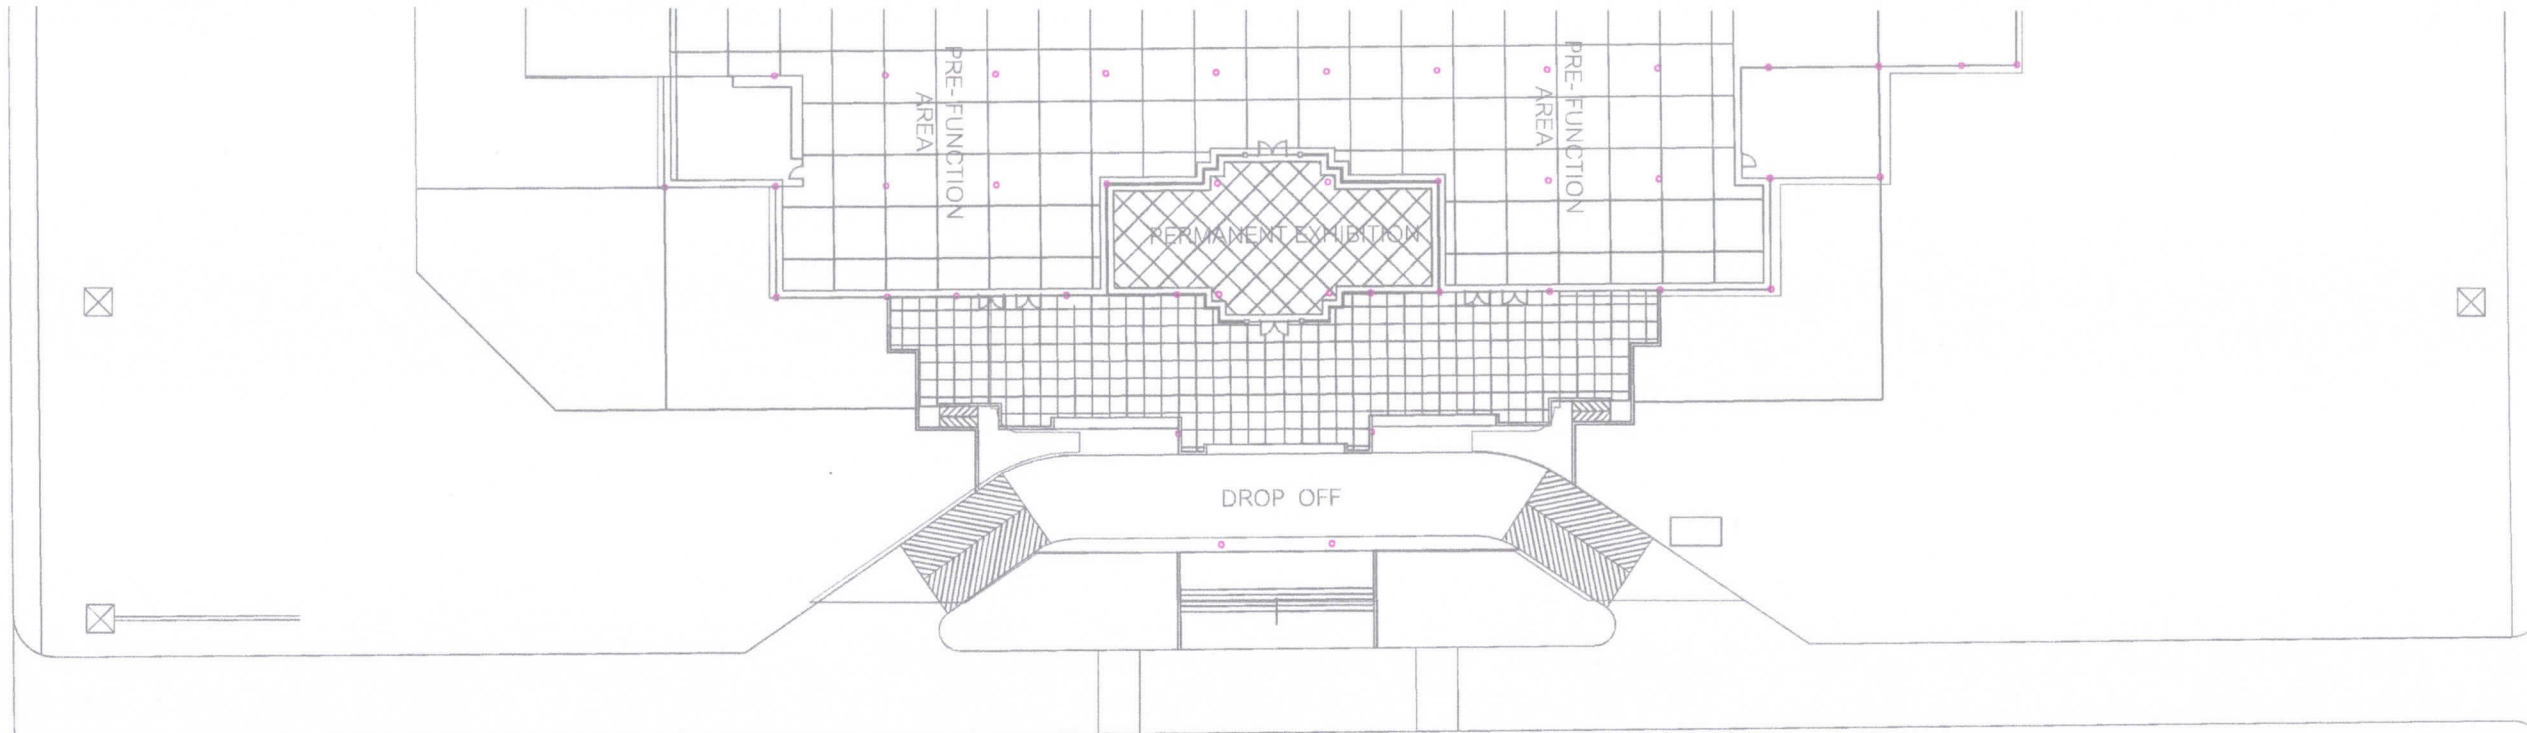 PRE-FUNCTION
AREA
PRE-FUNCTION
AREA
PERMANENT EXHIBITION
DROP OFF